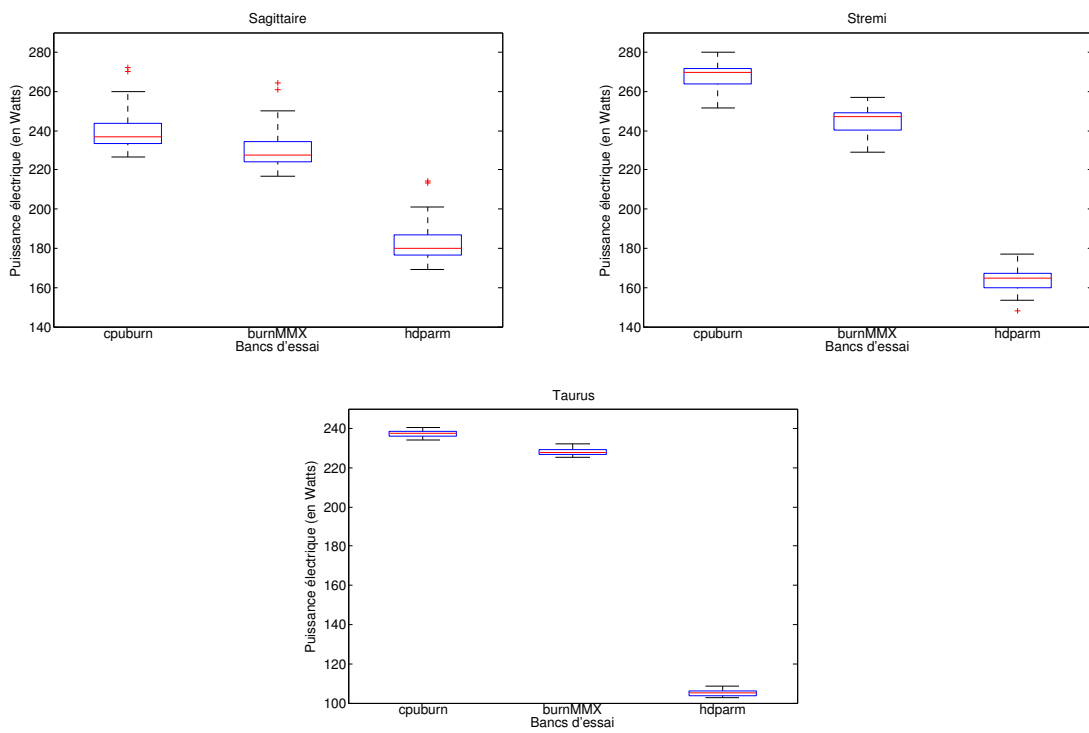 Sagittaire
Puissance électrique (en Watts)
280
260
240
220
200
180
160
140
cpuburn
burnMMX
hdparm
Bancs d'essai
Stremi
Puissance électrique (en Watts)
280
260
240
220
200
180
160
140
cpuburn
burnMMX
hdparm
Bancs d'essai
Taurus
Puissance électrique (en Watts)
240
220
200
180
160
140
120
100
cpuburn
burnMMX
hdparm
Bancs d'essai